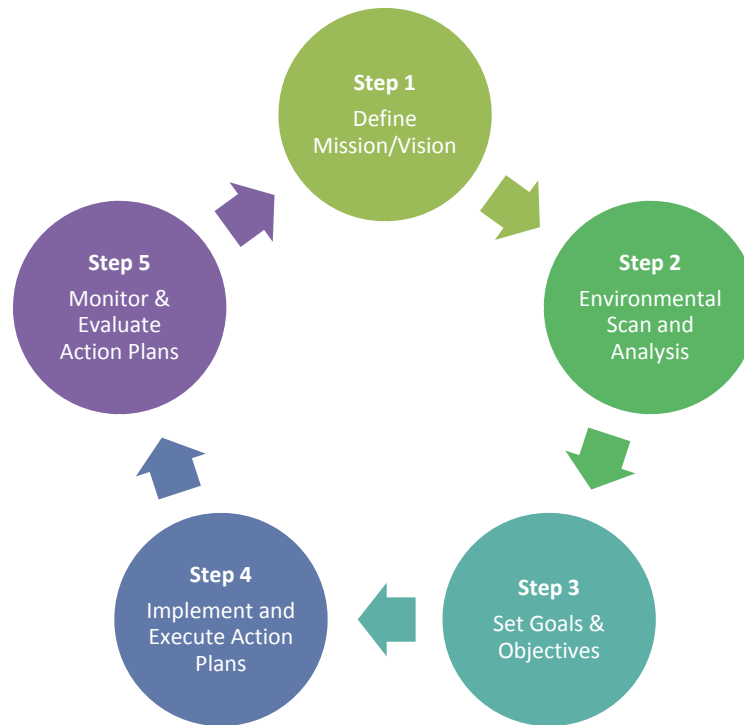 Step 1
Define
Mission/Vision
Step 2
Environmental
Scan and
Analysis
Step 3
Set Goals &
Objectives
Step 4
Implement and
Execute Action
Plans
Step 5
Monitor &
Evaluate
Action Plans